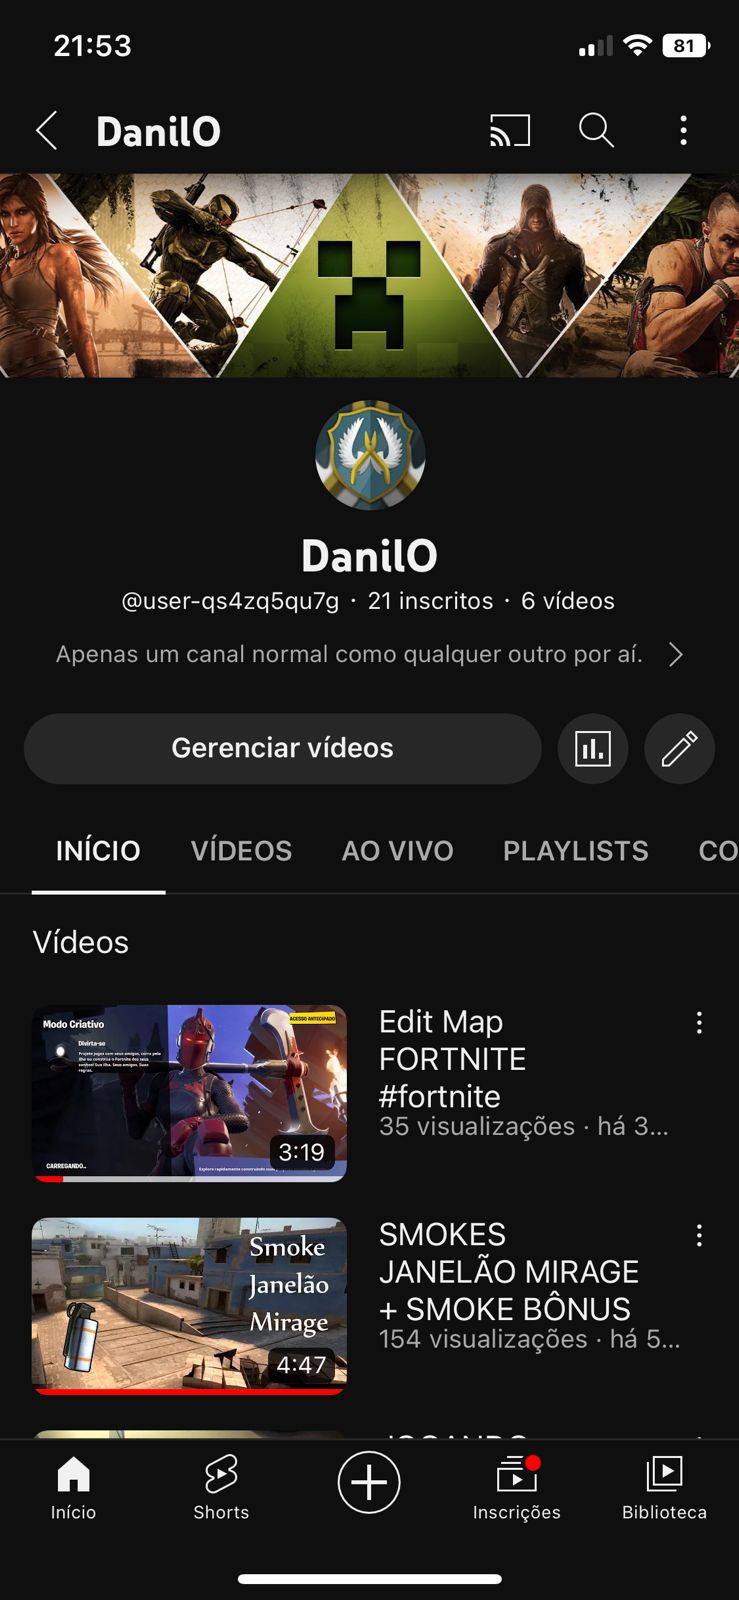 21:53
81
DanilO
DanilO
@user-qs4zq5qu7g · 21 inscritos · 6 vídeos
Apenas um canal normal como qualquer outro por aí.
Gerenciar vídeos
INÍCIO VÍDEOS AO VIVO PLAYLISTS CO
Vídeos
Modo Criativo
ACESSO ANTECIPADO
Divirta-se
CARREGANDO...
3:19
Edit Map
FORTNITE
#fortnite
35 visualizações · há 3...
Smoke
Janelão
Mirage
4:47
SMOKES
JANELÃO MIRAGE
+ SMOKE BÔNUS
154 visualizações · há 5...
Início
Shorts
Inscrições
Biblioteca